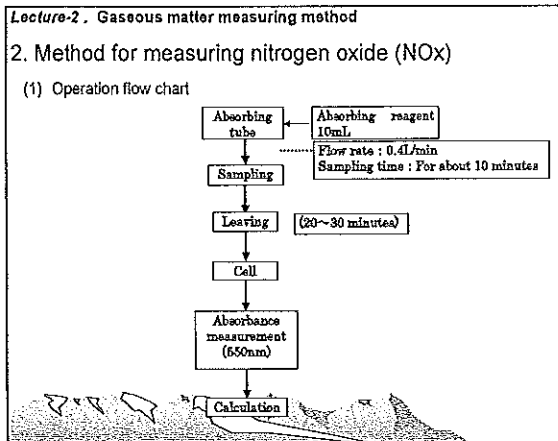 Lecture-2 . Gaseous matter measuring method
2. Method for measuring nitrogen oxide (NOx)
(1) Operation flow chart
Absorbing tube
Absorbing reagent 10mL
Flow rate : 0.4L/min
Sampling time : For about 10 minutes
Sampling
Leaving
(20～30 minutes)
Cell
Absorbance
measurement
(550nm)
Calculation